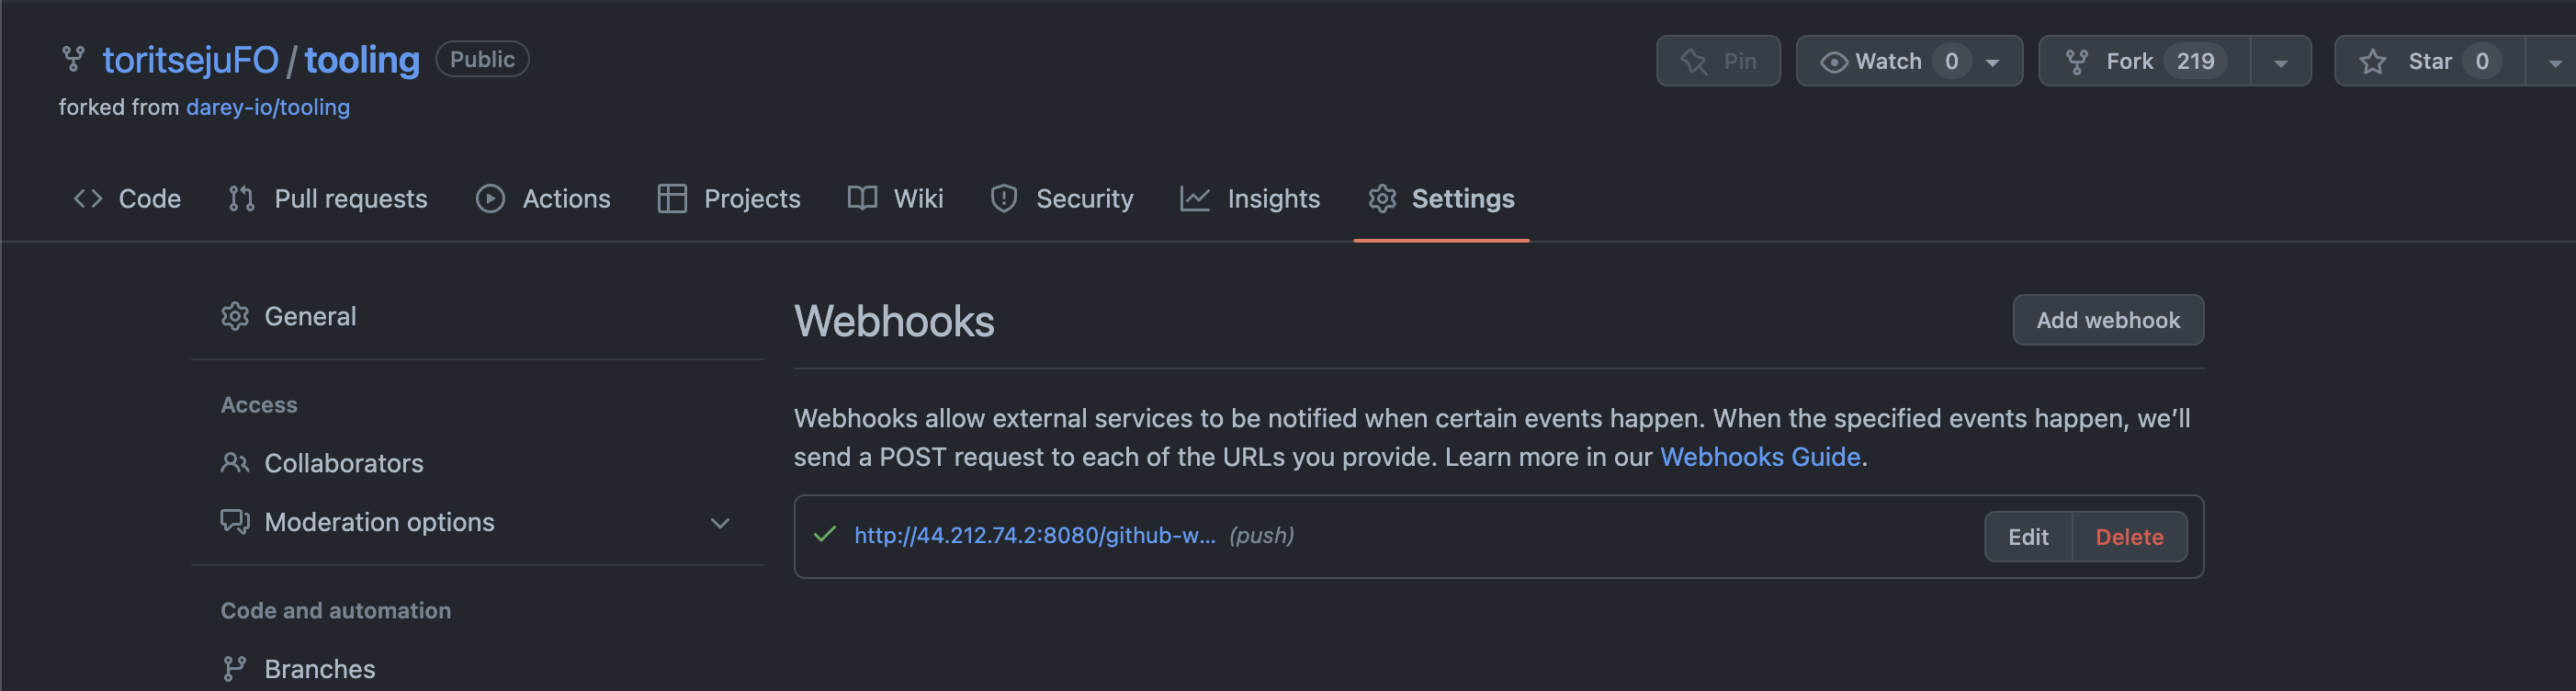 toritsejuFO / tooling Public Pin Watch 0 Fork 219 Star 0
forked from darey-io/tooling
Code Pull requests Actions Projects Wiki Security Insights Settings
General
Access
Collaborators
Moderation options
Code and automation
Branches
Webhooks Add webhook
Webhooks allow external services to be notified when certain events happen. When the specified events happen, we’ll
send a POST request to each of the URLs you provide. Learn more in our Webhooks Guide.
http://44.212.74.2:8080/github-w... (push) Edit Delete